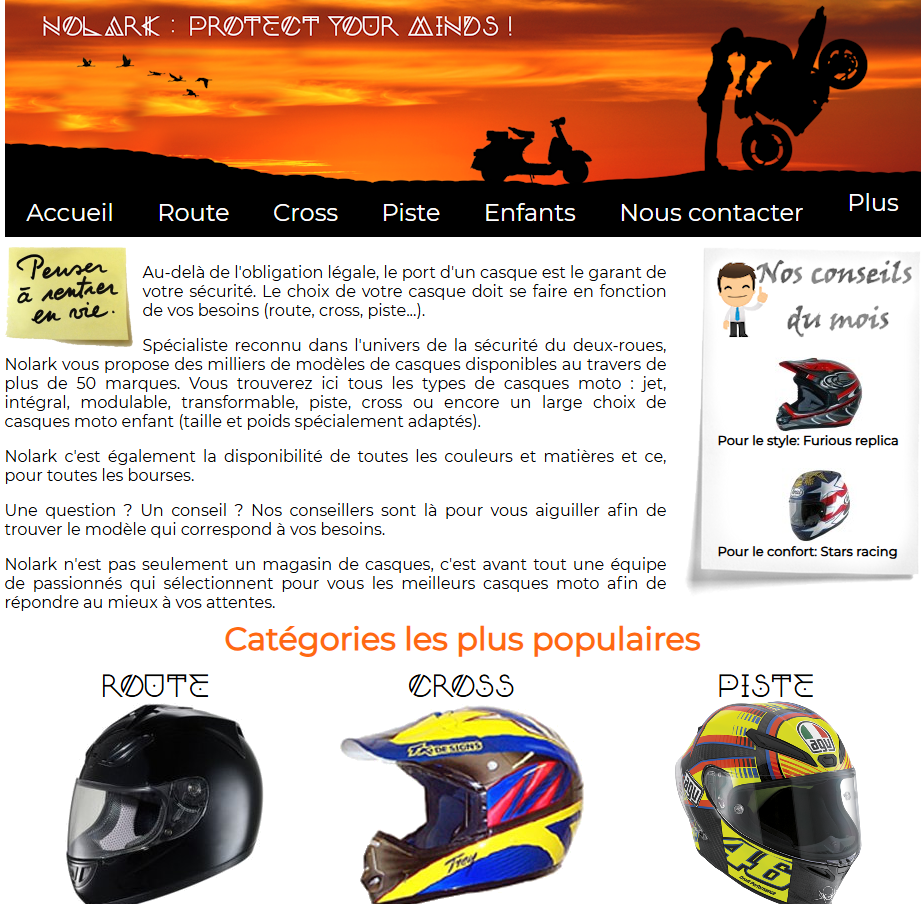 NOLARK : PROTECT YOUR MINDS !
Accueil Route Cross Piste Enfants Nous contacter Plus
Penser
à rentrer
en vie.
Au-delà de l'obligation légale, le port d'un casque est le garant de
votre sécurité. Le choix de votre casque doit se faire en fonction
de vos besoins (route, cross, piste...).
Spécialiste reconnu dans l'univers de la sécurité du deux-roues,
Nolark vous propose des milliers de modèles de casques disponibles au travers de
plus de 50 marques. Vous trouverez ici tous les types de casques moto : jet,
intégral, modulable, transformable, piste, cross ou encore un large choix de
casques moto enfant (taille et poids spécialement adaptés).
Nolark c'est également la disponibilité de toutes les couleurs et matières et ce,
pour toutes les bourses.
Une question ? Un conseil ? Nos conseillers sont là pour vous aiguiller afin de
trouver le modèle qui correspond à vos besoins.
Nolark n'est pas seulement un magasin de casques, c'est avant tout une équipe
de passionnés qui sélectionnent pour vous les meilleurs casques moto afin de
répondre au mieux à vos attentes.
Nos conseils
du mois
Pour le style: Furious replica
Pour le confort: Stars racing
Catégories les plus populaires
ROUTE
CROSS
PISTE
DESIGNS
Troy
agv
agv
46